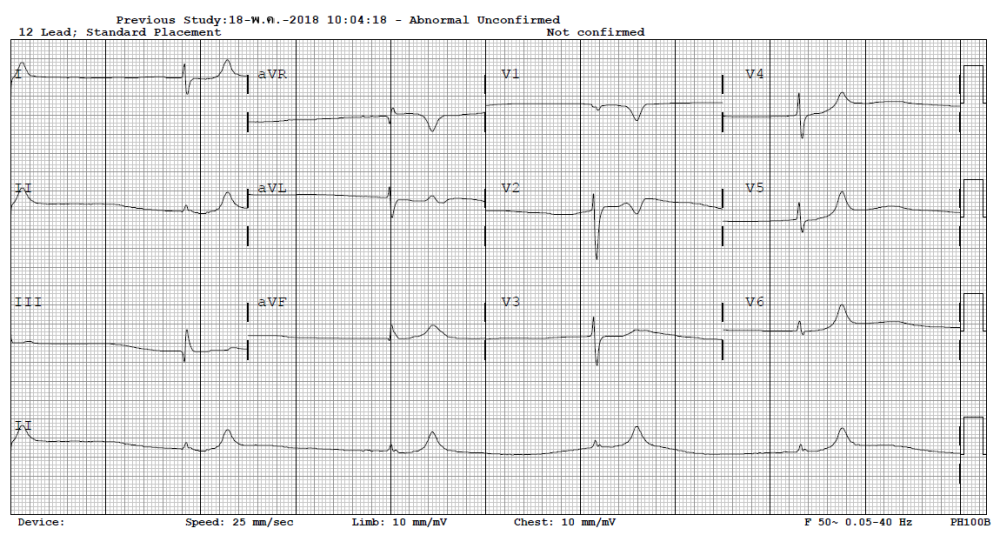 Previous Study:18-พ.ค.-2018 10:04:18 - Abnormal Unconfirmed
12 Lead; Standard Placement Not confirmed
I aVR V1 V4
II aVL V2 V5
III aVF V3 V6
II
Device: Speed: 25 mm/sec Limb: 10 mm/mV Chest: 10 mm/mV F 50~ 0.05-40 Hz PH100B